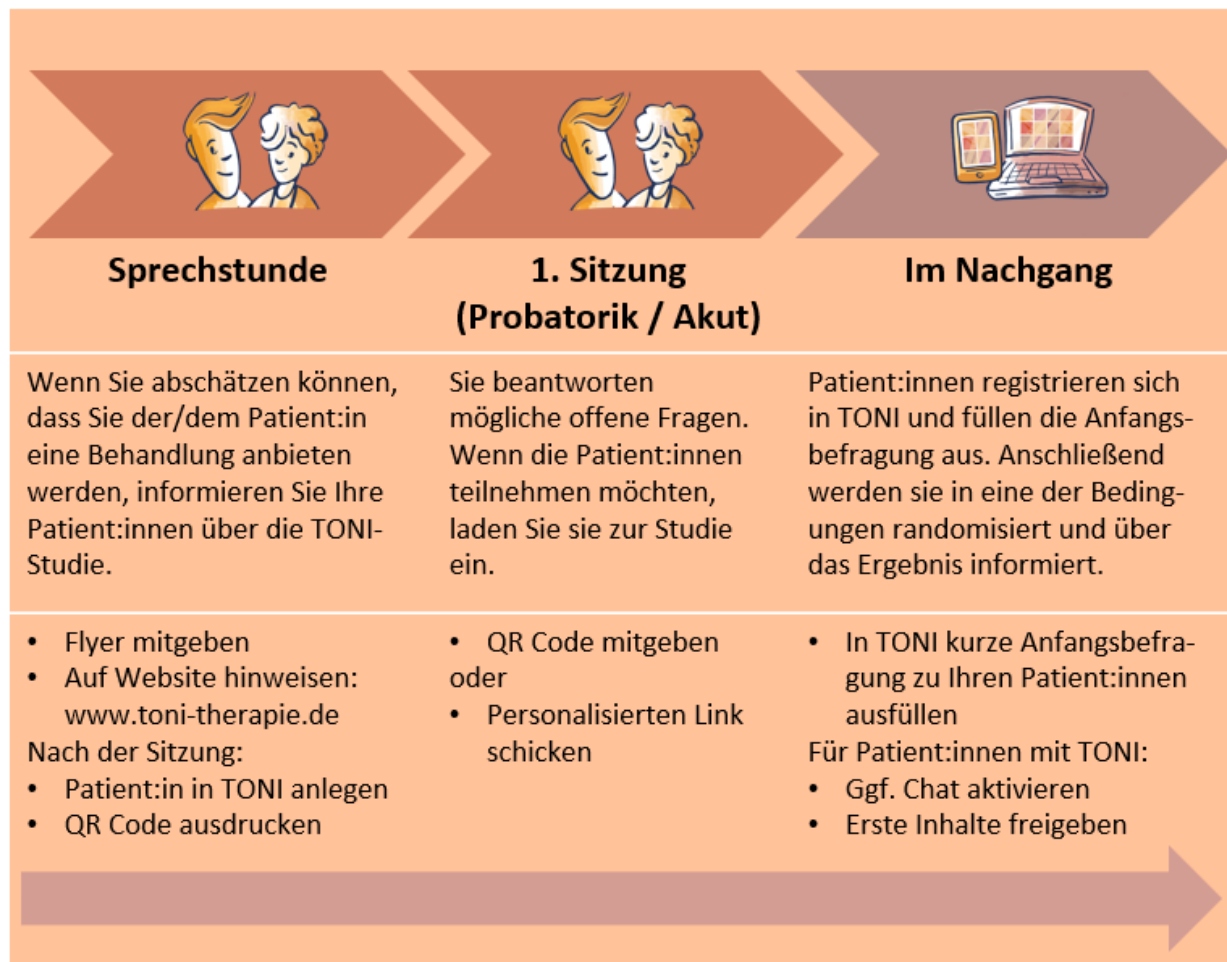 Sprechstunde
1. Sitzung
(Probatorik / Akut)
Im Nachgang
Wenn Sie abschätzen können,
dass Sie der/dem Patient:in
eine Behandlung anbieten
werden, informieren Sie Ihre
Patient:innen über die TONI-
Studie.
Sie beantworten
mögliche offene Fragen.
Wenn die Patient:innen
teilnehmen möchten,
laden Sie sie zur Studie
ein.
Patient:innen registrieren sich
in TONI und füllen die Anfangs-
befragung aus. Anschließend
werden sie in eine der Beding-
ungen randomisiert und über
das Ergebnis informiert.
• Flyer mitgeben
• Auf Website hinweisen:
www.toni-therapie.de
Nach der Sitzung:
• Patient:in in TONI anlegen
• QR Code ausdrucken
• QR Code mitgeben
oder
• Personalisierten Link
schicken
• In TONI kurze Anfangsbefra-
gung zu Ihren Patient:innen
ausfüllen
Für Patient:innen mit TONI:
• Ggf. Chat aktivieren
• Erste Inhalte freigeben